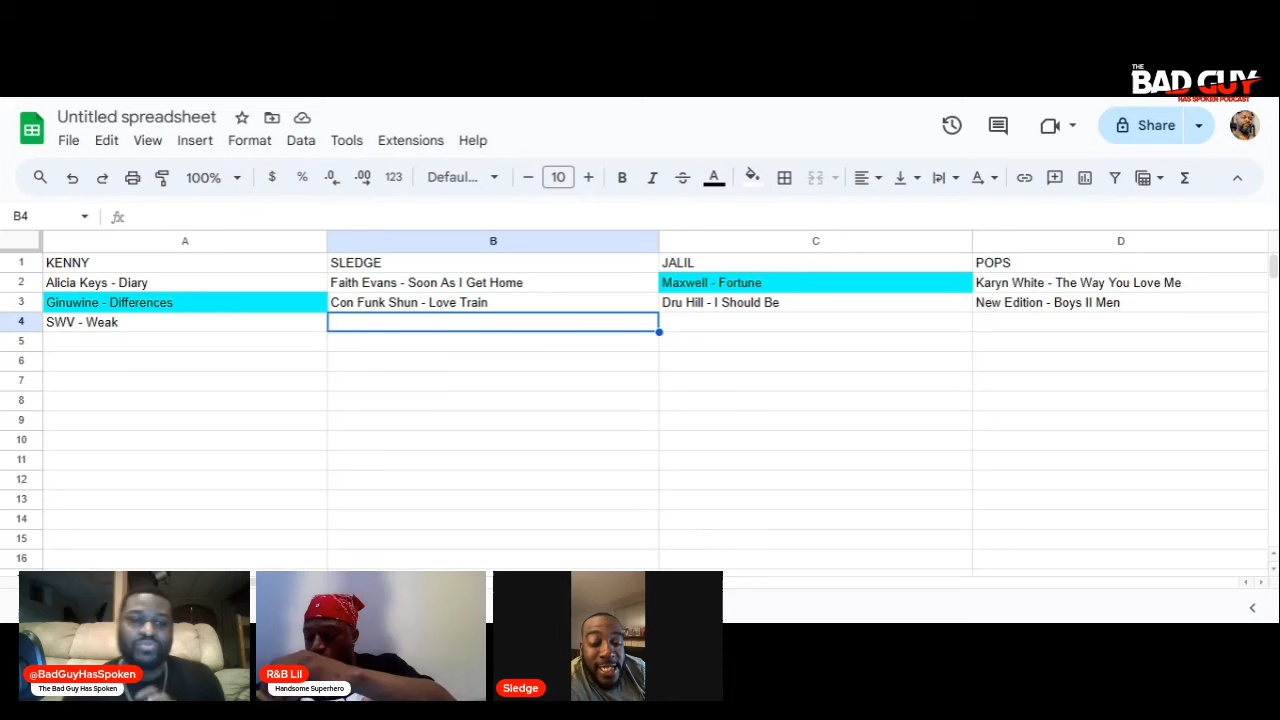 THE
BAD GUY
HAS SPOKEN PODCAST
Untitled spreadsheet
File Edit View Insert Format Data Tools Extensions Help
Share
100% $ % .0 .00 123 Defaul... 10 B I A
B4 fx
A B C D
1 KENNY SLEDGE JALIL POPS
2 Alicia Keys - Diary Faith Evans - Soon As I Get Home Maxwell - Fortune Karyn White - The Way You Love Me
3 Ginuwine - Differences Con Funk Shun - Love Train Dru Hill - I Should Be New Edition - Boys II Men
4 SWV - Weak
5
6
7
8
9
10
11
12
13
14
15
16
@BadGuyHasSpoken
The Bad Guy Has Spoken
R&B Lil
Handsome Superhero
Sledge